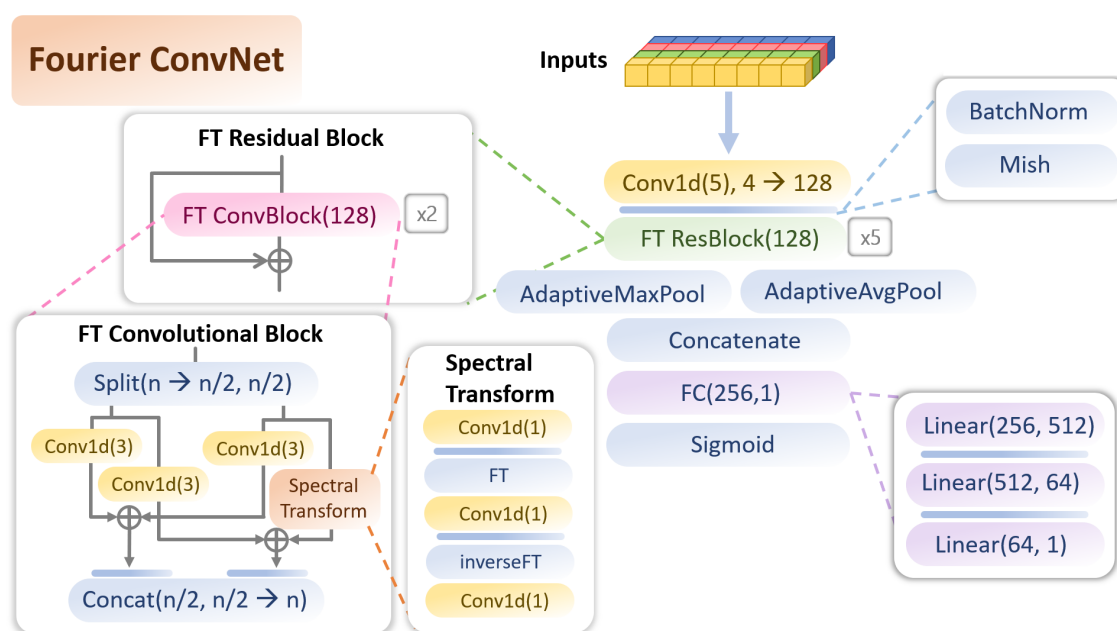 Fourier ConvNet
Inputs
BatchNorm
Mish
FT Residual Block
FT ConvBlock(128)
x2
Conv1d(5), 4 → 128
FT ResBlock(128)
x5
AdaptiveMaxPool
AdaptiveAvgPool
Concatenate
FC(256,1)
Sigmoid
FT Convolutional Block
Split(n → n/2, n/2)
Conv1d(3)
Conv1d(3)
Conv1d(3)
Spectral
Transform
Concat(n/2, n/2 → n)
Spectral
Transform
Conv1d(1)
FT
Conv1d(1)
inverseFT
Conv1d(1)
Linear(256, 512)
Linear(512, 64)
Linear(64, 1)